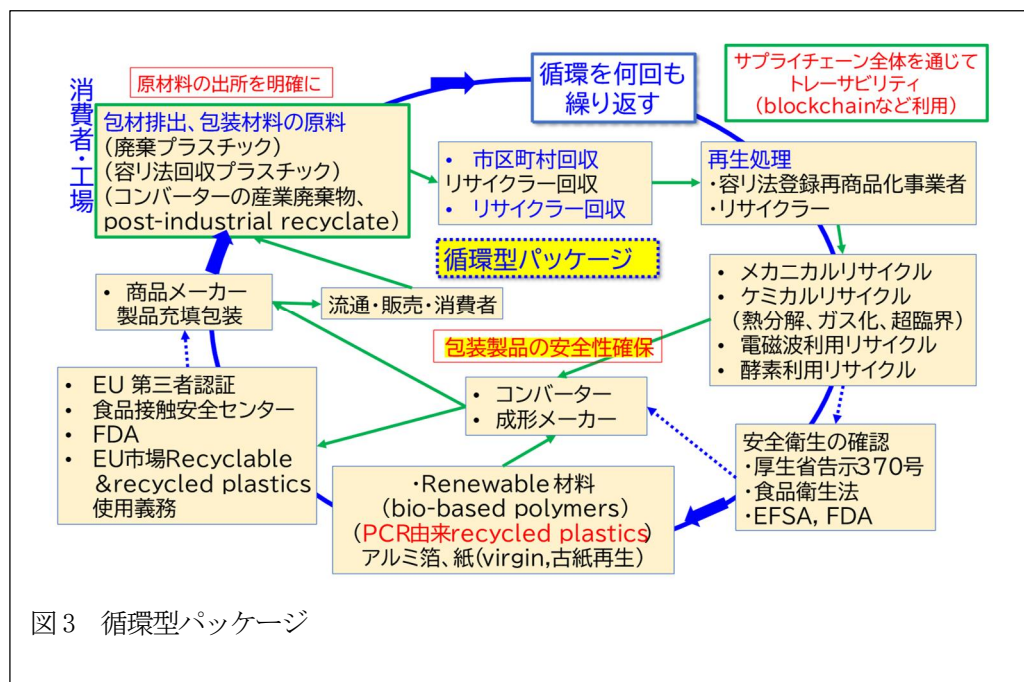 原材料の出所を明確に
循環を何回も
繰り返す
サプライチェーン全体を通じて
トレーサビリティ
(blockchainなど利用)
消費者・工場
包材排出、包装材料の原料
(廃棄プラスチック)
(容リ法回収プラスチック)
(コンバーターの産業廃棄物、
post-industrial recyclate)
• 市区町村回収
リサイクラー回収
• リサイクラー回収
再生処理
・容リ法登録再商品化事業者
・リサイクラー
循環型パッケージ
• 商品メーカー
製品充填包装
流通・販売・消費者
• メカニカルリサイクル
• ケミカルリサイクル
(熱分解、ガス化、超臨界)
• 電磁波利用リサイクル
• 酵素利用リサイクル
包装製品の安全性確保
• EU 第三者認証
• 食品接触安全センター
• FDA
• EU市場Recyclable
&recycled plastics
使用義務
• コンバーター
• 成形メーカー
安全衛生の確認
・厚生省告示370号
・食品衛生法
・EFSA, FDA
・Renewable 材料
(bio-based polymers)
(PCR由来recycled plastics)
アルミ箔、紙(virgin,古紙再生)
図3 循環型パッケージ